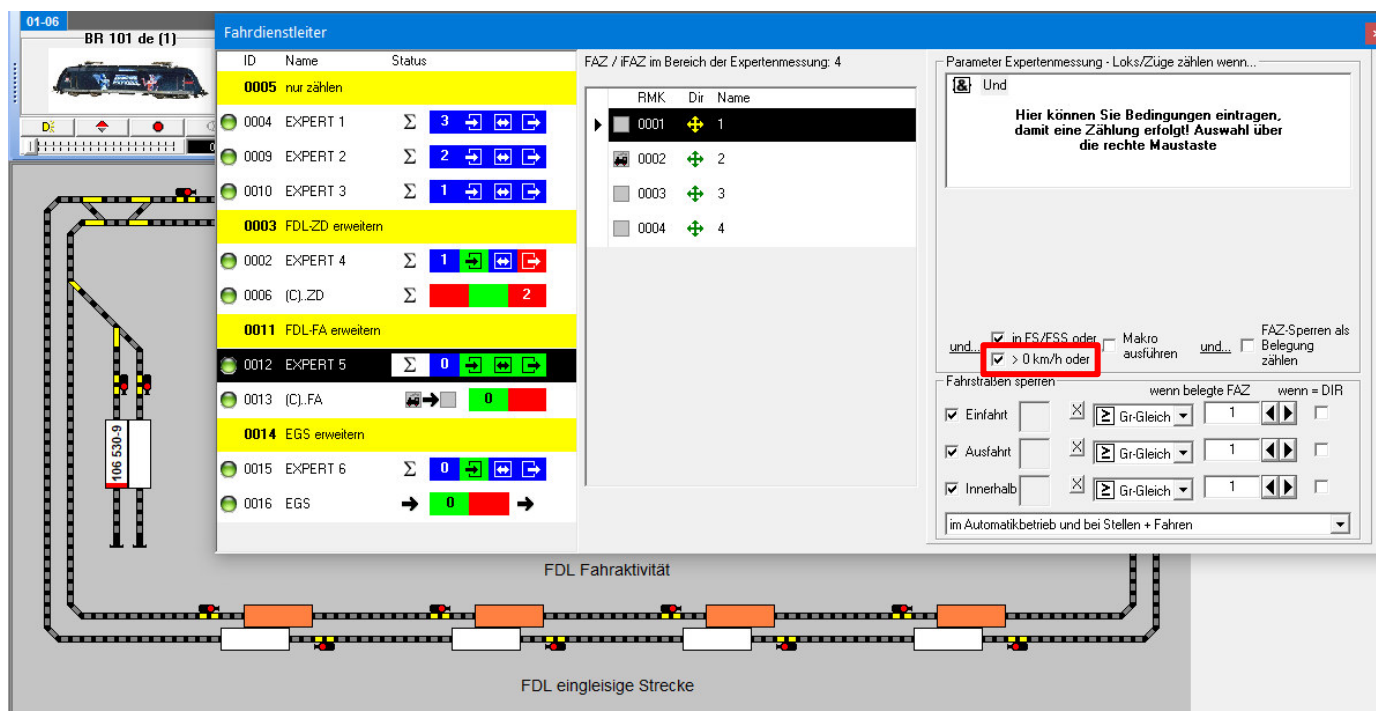 01-06
BR 101 de (1)
Fahrdienstleiter
ID Name Status
0005 nur zählen
0004 EXPERT 1 Σ 3
0009 EXPERT 2 Σ 2
0010 EXPERT 3 Σ 1
0003 FDL-ZD erweitern
0002 EXPERT 4 Σ 1
0006 (C)..ZD Σ 2
0011 FDL-FA erweitern
0012 EXPERT 5 Σ 0
0013 (C)..FA 0
0014 EGS erweitern
0015 EXPERT 6 Σ 0
0016 EGS 0
FAZ / iFAZ im Bereich der Expertenmessung: 4
RMK Dir Name
0001 1
0002 2
0003 3
0004 4
Parameter Expertenmessung - Loks/Züge zählen wenn...
& Und
Hier können Sie Bedingungen eintragen,
damit eine Zählung erfolgt! Auswahl über
die rechte Maustaste
und... in FS/FSS oder
> 0 km/h oder
Makro
ausführen
und...
FAZ-Sperren als
Belegung
zählen
Fahrstraßen sperren
wenn belegte FAZ wenn = DIR
Einfahrt X ≥ Gr-Gleich 1
Ausfahrt X ≥ Gr-Gleich 1
Innerhalb X ≥ Gr-Gleich 1
im Automatikbetrieb und bei Stellen + Fahren
106 530-9
FDL Fahraktivität
FDL eingleisige Strecke